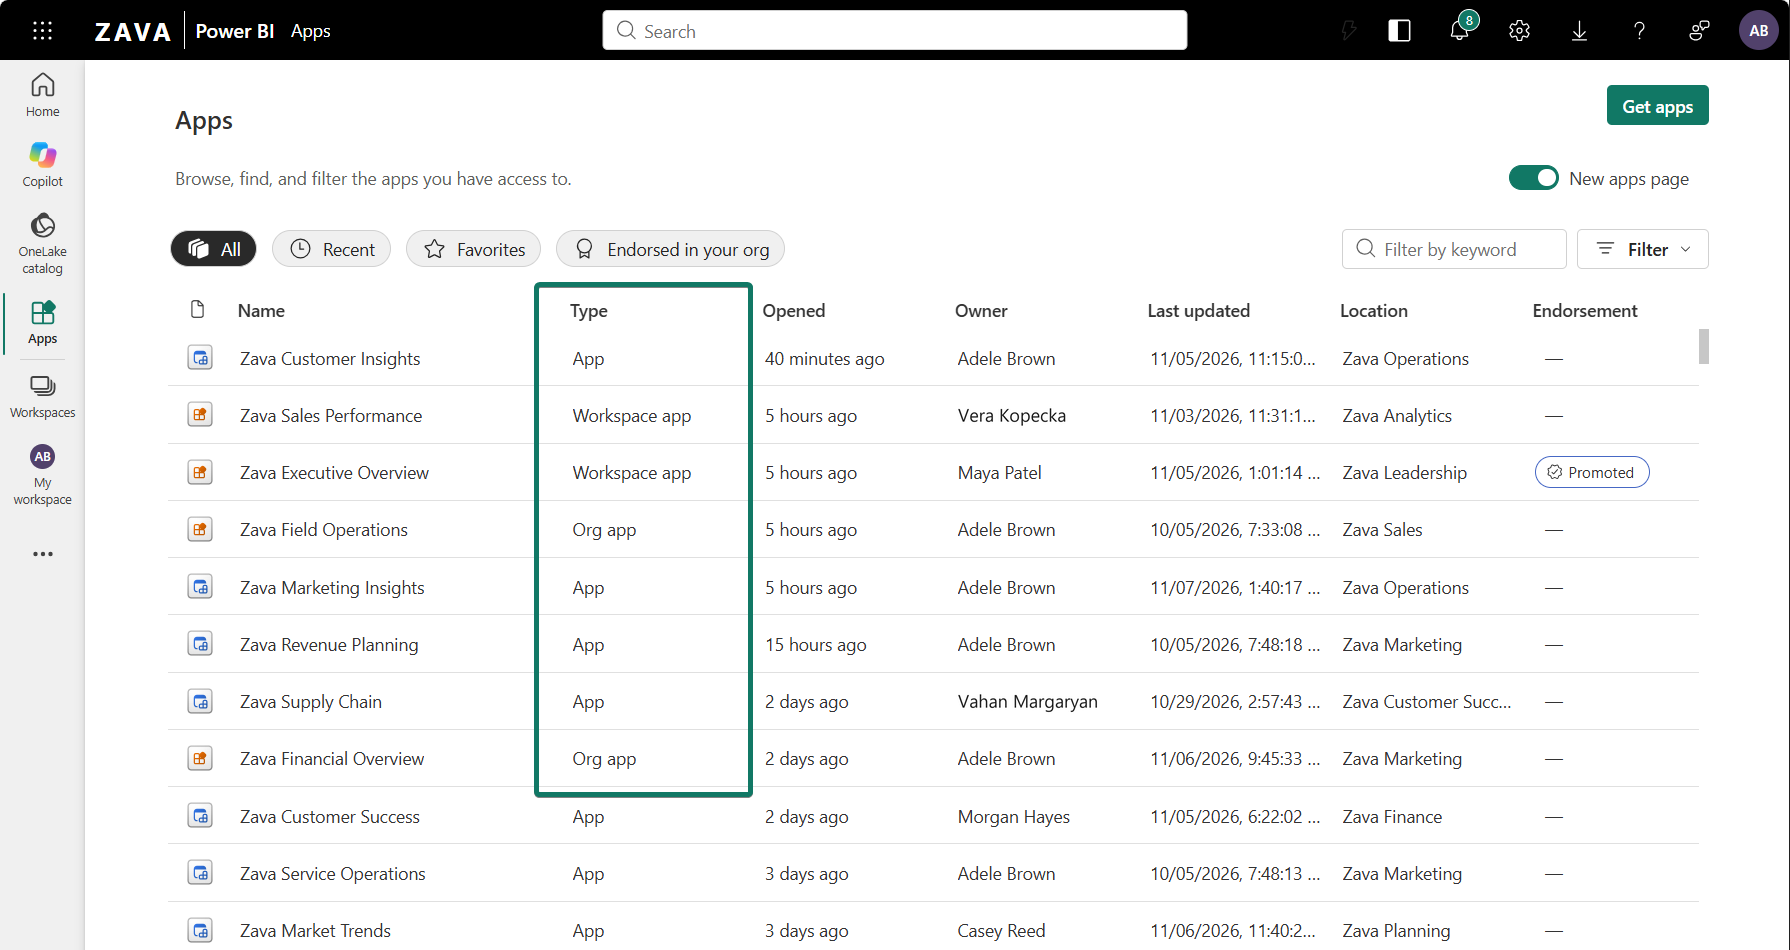 ZAVA Power BI Apps Search 8 AB
Home
Copilot
OneLake
catalog
Apps
Workspaces
AB
My
workspace
Apps
Get apps
Browse, find, and filter the apps you have access to.
New apps page
All Recent Favorites Endorsed in your org Filter by keyword Filter
Name Type Opened Owner Last updated Location Endorsement
Zava Customer Insights App 40 minutes ago Adele Brown 11/05/2026, 11:15:0... Zava Operations —
Zava Sales Performance Workspace app 5 hours ago Vera Kopecka 11/03/2026, 11:31:1... Zava Analytics —
Zava Executive Overview Workspace app 5 hours ago Maya Patel 11/05/2026, 1:01:14 ... Zava Leadership Promoted
Zava Field Operations Org app 5 hours ago Adele Brown 10/05/2026, 7:33:08 ... Zava Sales —
Zava Marketing Insights App 5 hours ago Adele Brown 11/07/2026, 1:40:17 ... Zava Operations —
Zava Revenue Planning App 15 hours ago Adele Brown 10/05/2026, 7:48:18 ... Zava Marketing —
Zava Supply Chain App 2 days ago Vahan Margaryan 10/29/2026, 2:57:43 ... Zava Customer Succ... —
Zava Financial Overview Org app 2 days ago Adele Brown 11/06/2026, 9:45:33 ... Zava Marketing —
Zava Customer Success App 2 days ago Morgan Hayes 11/05/2026, 6:22:02 ... Zava Finance —
Zava Service Operations App 3 days ago Adele Brown 10/05/2026, 7:48:13 ... Zava Marketing —
Zava Market Trends App 3 days ago Casey Reed 11/06/2026, 11:40:2... Zava Planning —